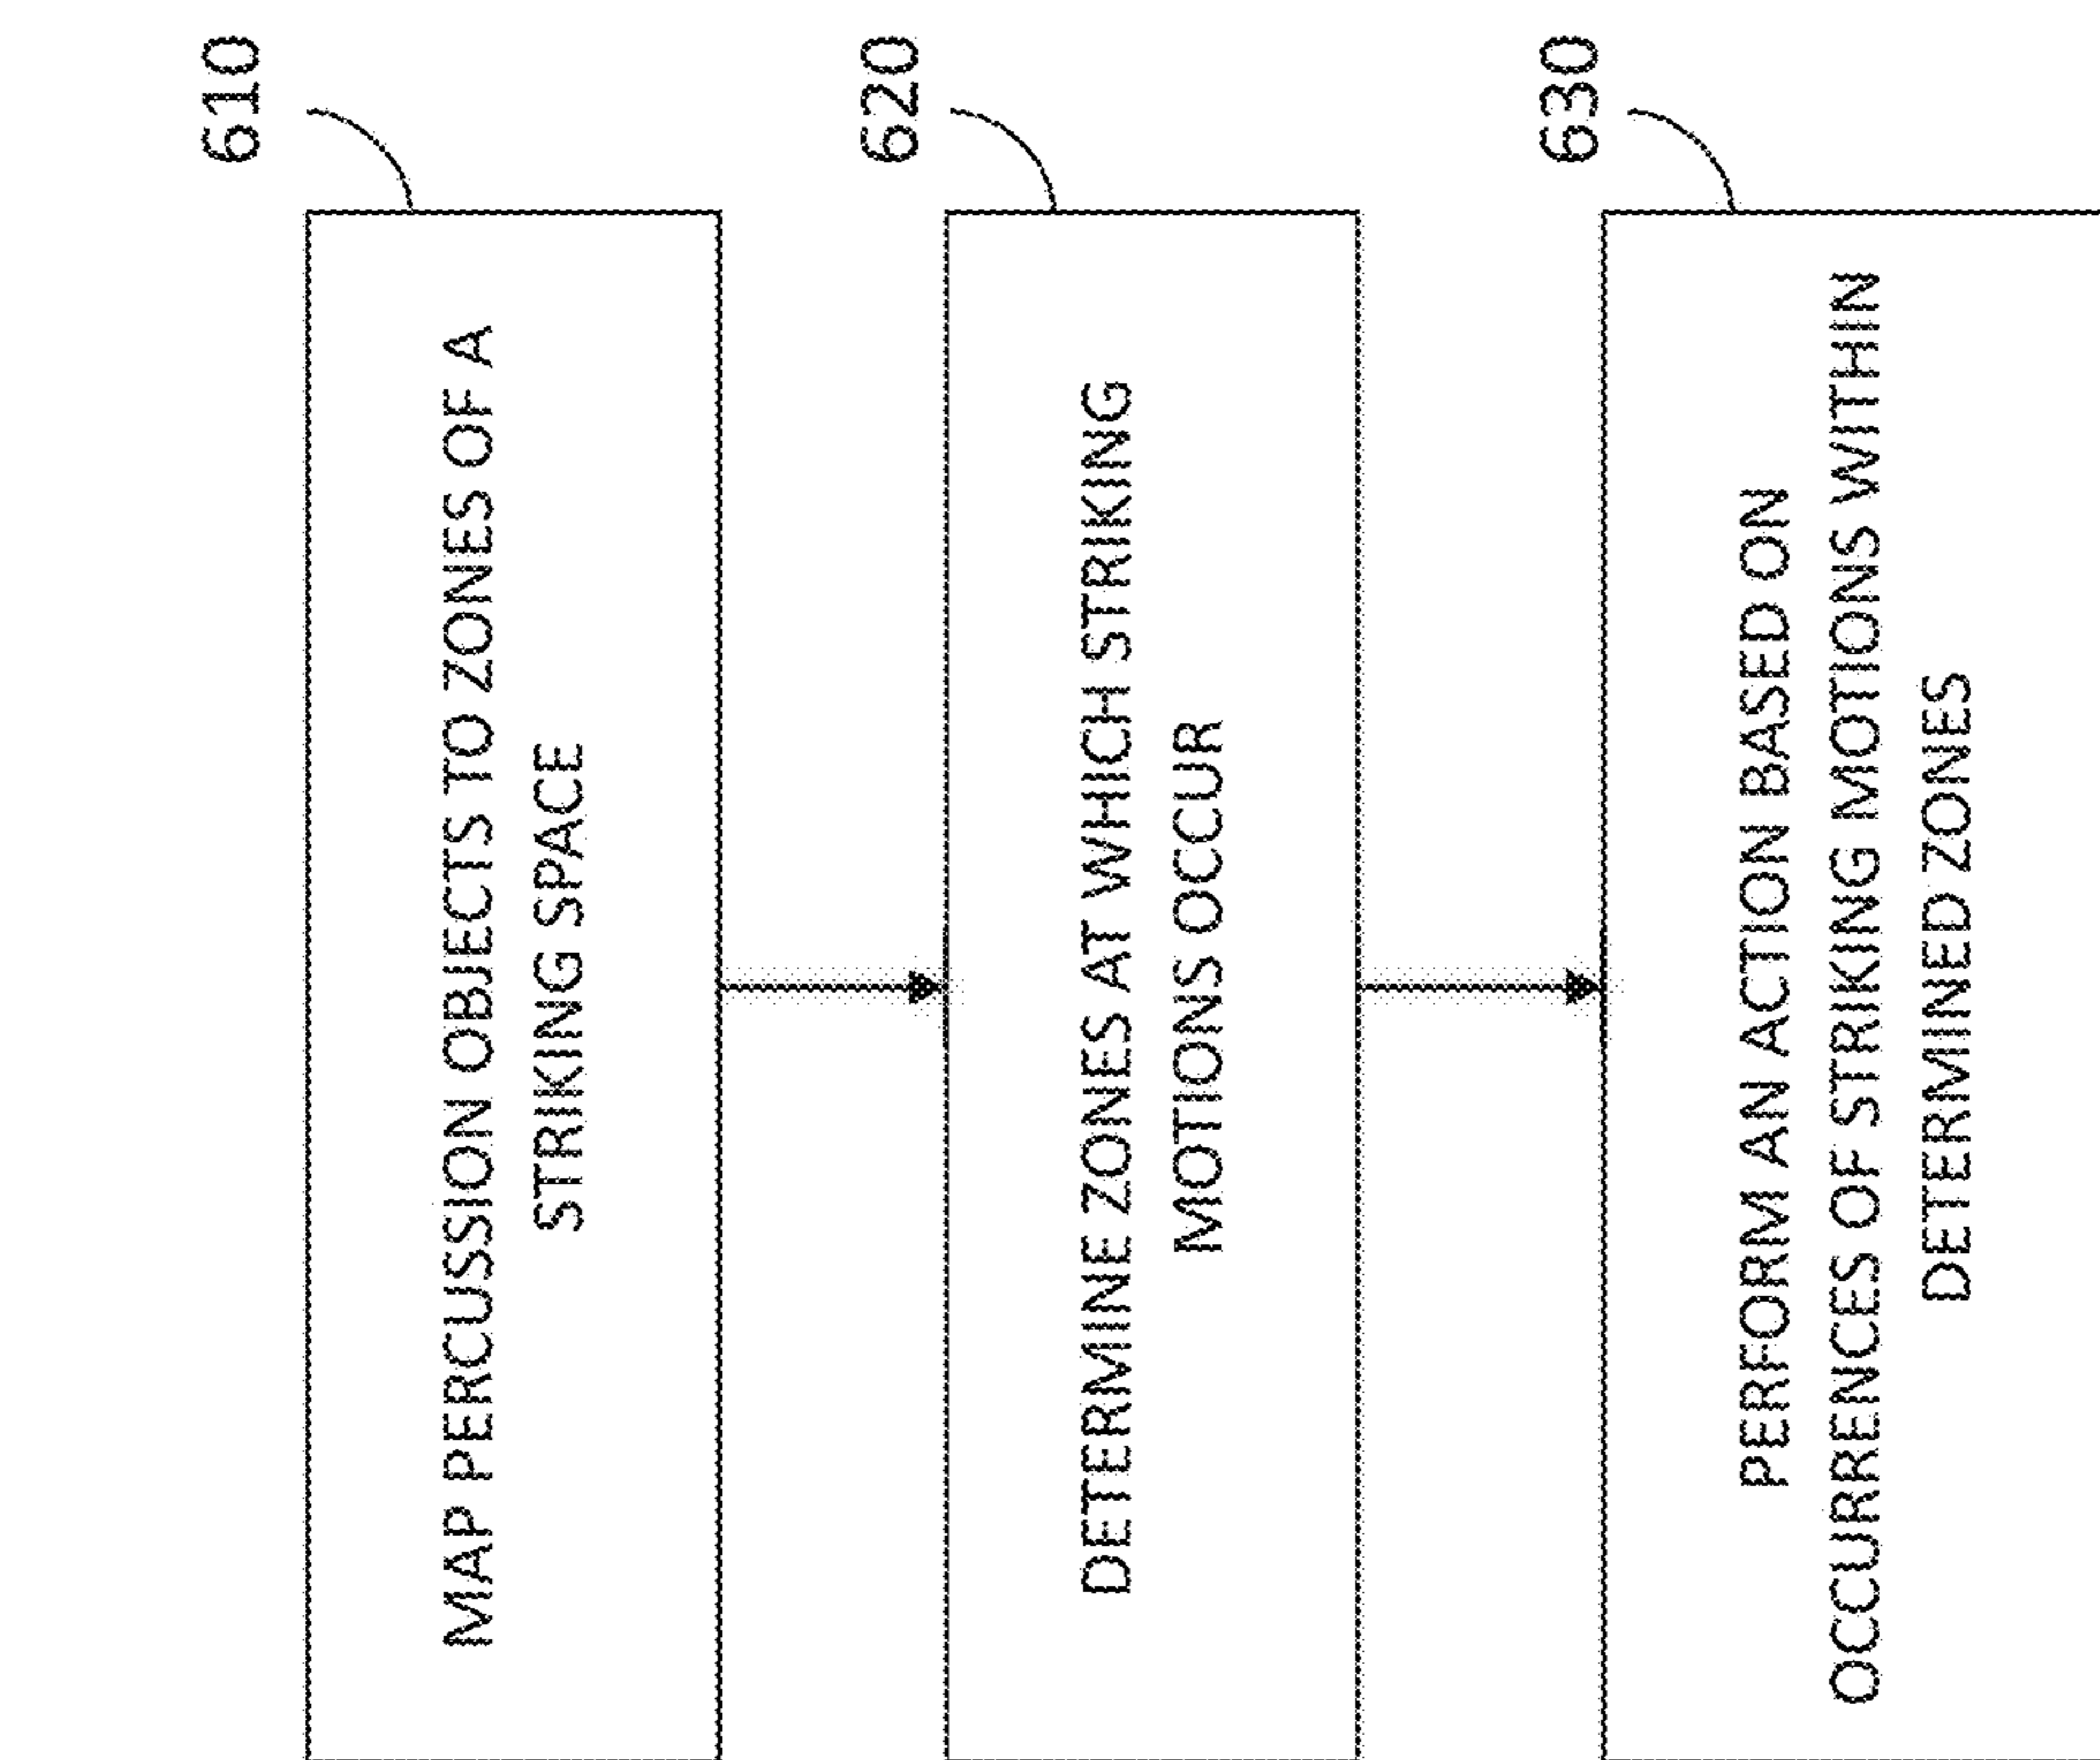 610
MAP PERCUSSION OBJECTS TO ZONES OF A
STRIKING SPACE
620
DETERMINE ZONES AT WHICH STRIKING
MOTIONS OCCUR
630
PERFORM AN ACTION BASED ON
OCCURRENCES OF STRIKING MOTIONS WITHIN
DETERMINED ZONES